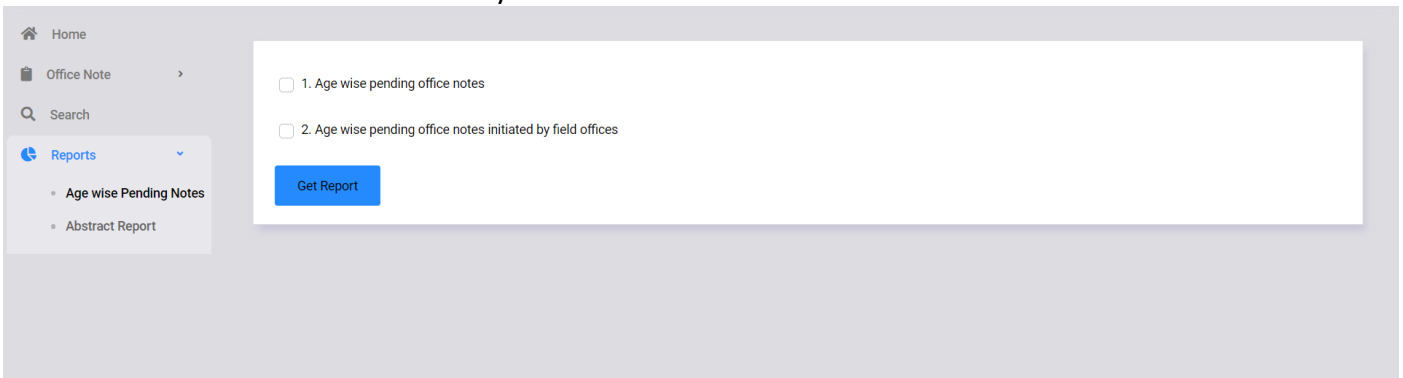 Home
Office Note
Search
Reports
Age wise Pending Notes
Abstract Report
1. Age wise pending office notes
2. Age wise pending office notes initiated by field offices
Get Report